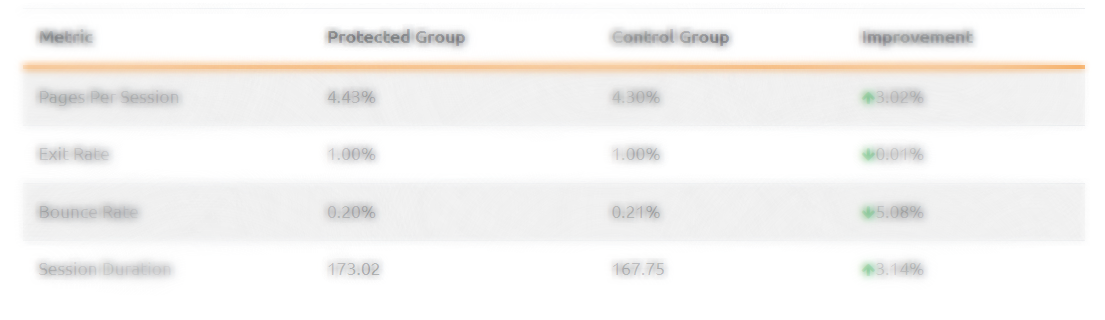 Metric Protected Group Control Group Improvement
Pages Per Session 4.43% 4.30% ↑3.02%
Exit Rate 1.00% 1.00% ↓0.01%
Bounce Rate 0.20% 0.21% ↓5.08%
Session Duration 173.02 167.75 ↑3.14%